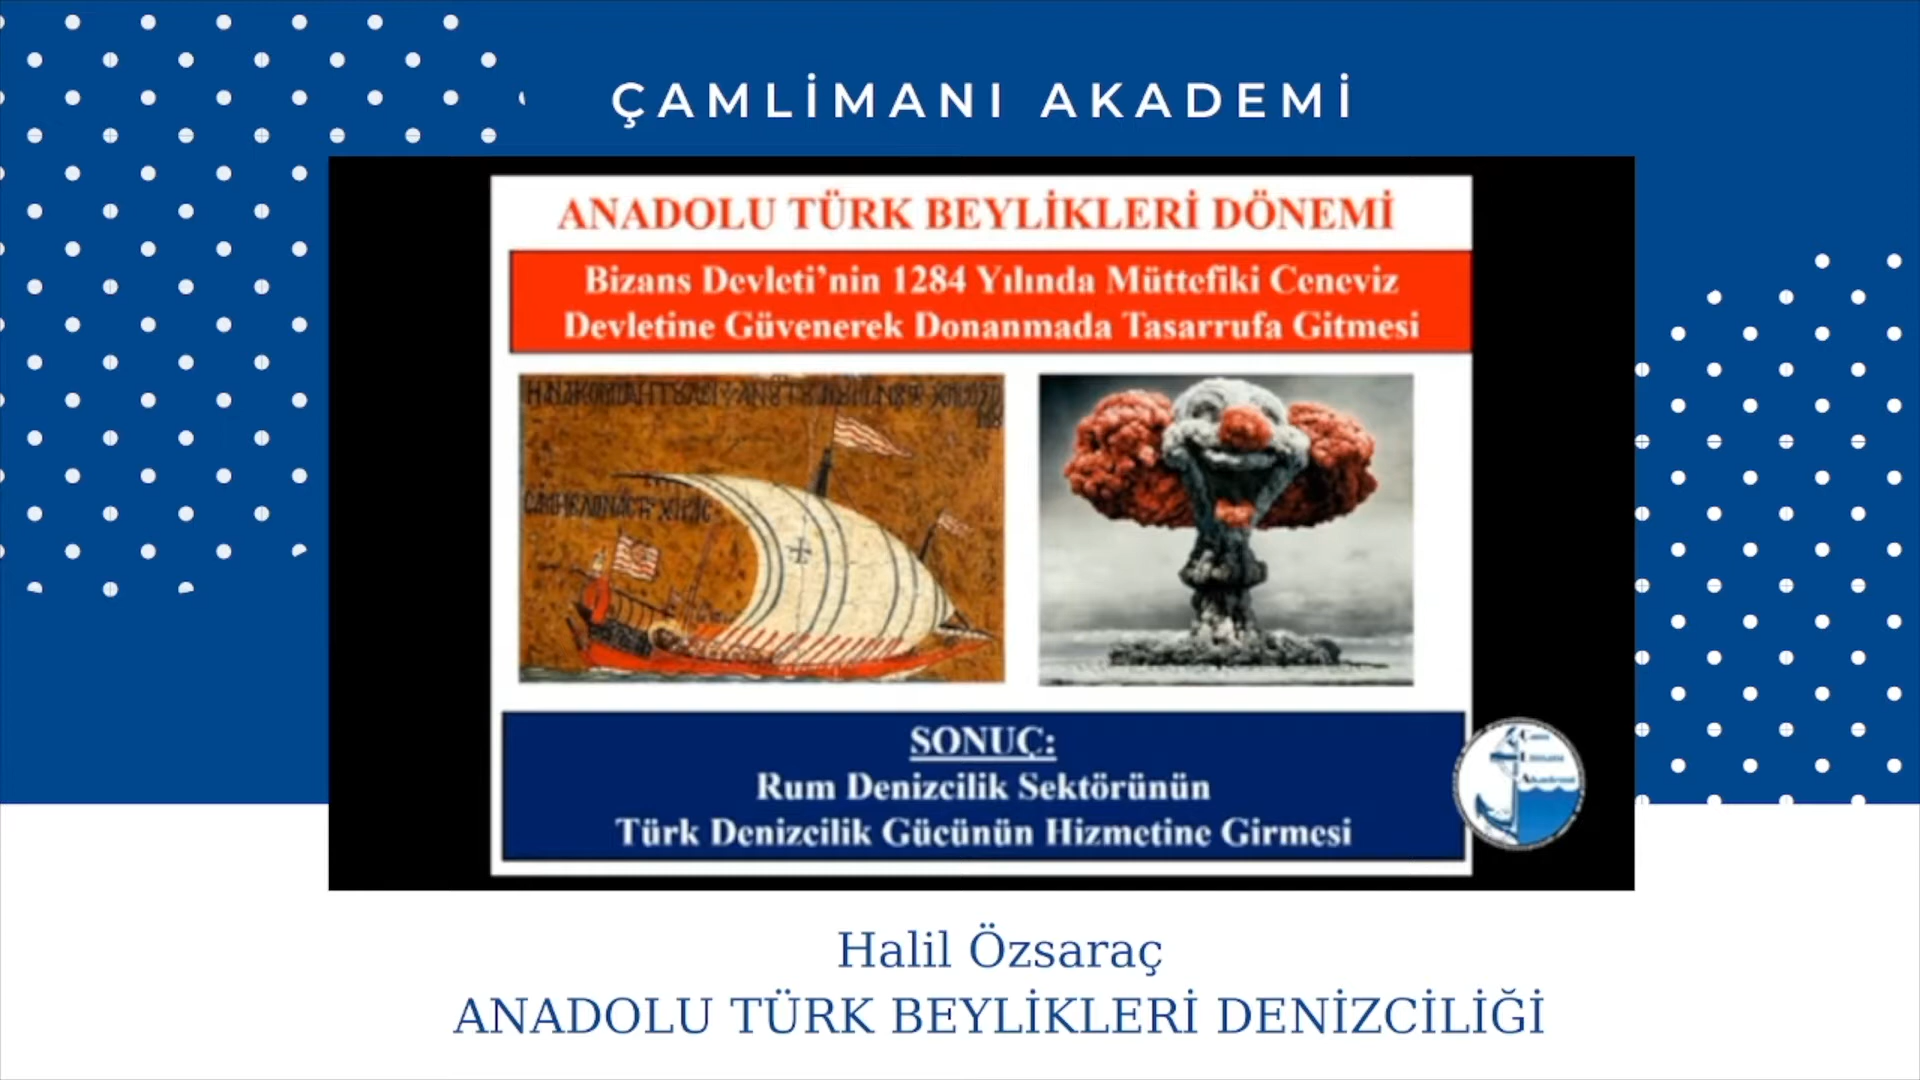 ÇAMLİMANI AKADEMİ
ANADOLU TÜRK BEYLİKLERİ DÖNEMİ
Bizans Devleti’nin 1284 Yılında Müttefiki Ceneviz
Devletine Güvenerek Donanmada Tasarrufa Gitmesi
SONUÇ:
Rum Denizcilik Sektörünün
Türk Denizcilik Gücünün Hizmetine Girmesi
Halil Özsaraç
ANADOLU TÜRK BEYLİKLERİ DENİZCİLİĞİ